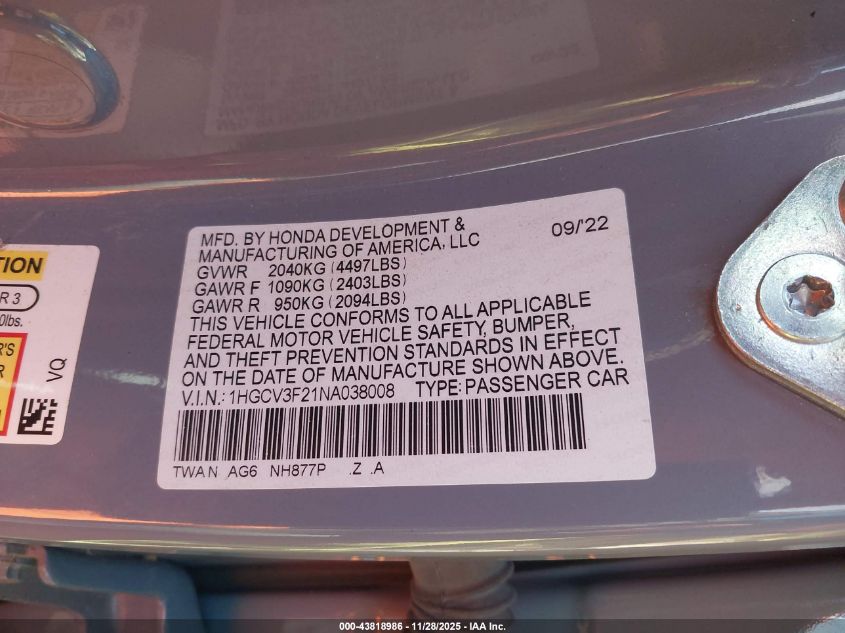 MFD. BY HONDA DEVELOPMENT & MANUFACTURING OF AMERICA, LLC 09/'22
GVWR 2040KG (4497LBS)
GAWR F 1090KG (2403LBS)
GAWR R 950KG (2094LBS)
THIS VEHICLE CONFORMS TO ALL APPLICABLE
FEDERAL MOTOR VEHICLE SAFETY, BUMPER,
AND THEFT PREVENTION STANDARDS IN EFFECT
ON THE DATE OF MANUFACTURE SHOWN ABOVE.
V.I.N.: 1HGCV3F21NA038008 TYPE: PASSENGER CAR
TWAN AG6 NH877P .Z .A
TION
R 3
0lbs.
'S
R
VQ
000-43818986 - 11/28/2025 - IAA Inc.